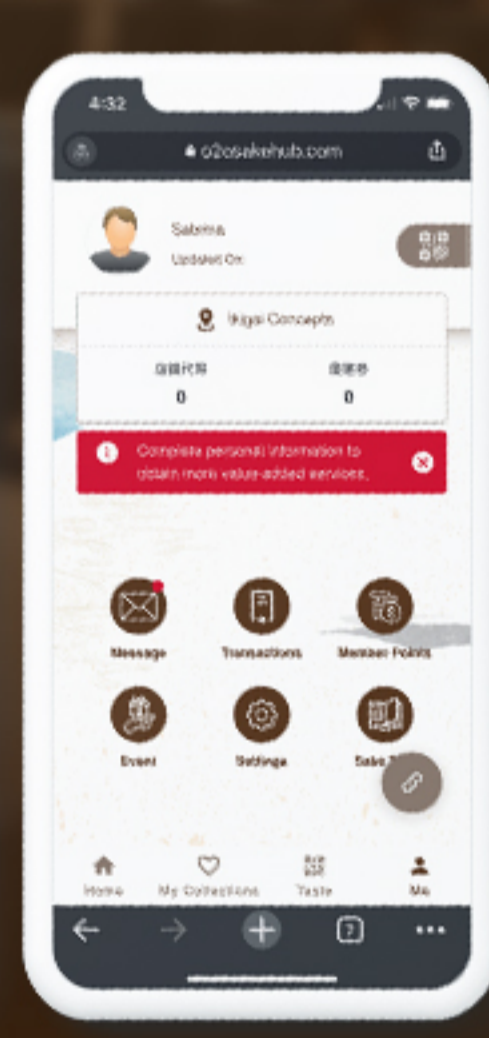 4:32
o2osakehub.com
Sabrina
Updated On:
Ikigai Concepts
0
0
Complete personal information to
obtain more value-added services.
Message
Transactions
Member Points
Event
Settings
Sake
Home
My Collections
Taste
Me